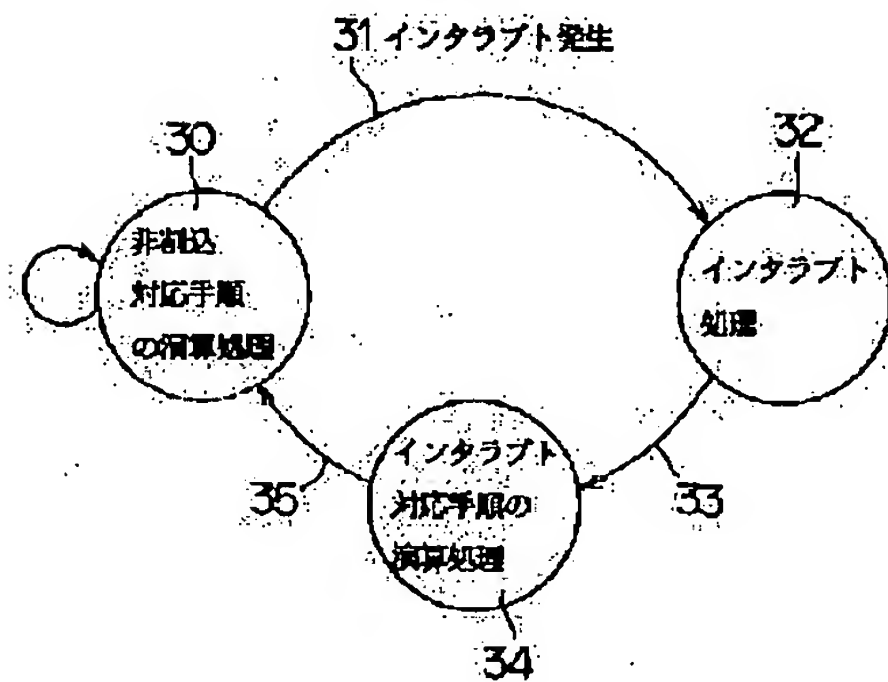 31 インタラプト発生
30
非割込
対応手順
の演算処理
32
インタラプト
処理
33
インタラプト
対応手順の
演算処理
34
35